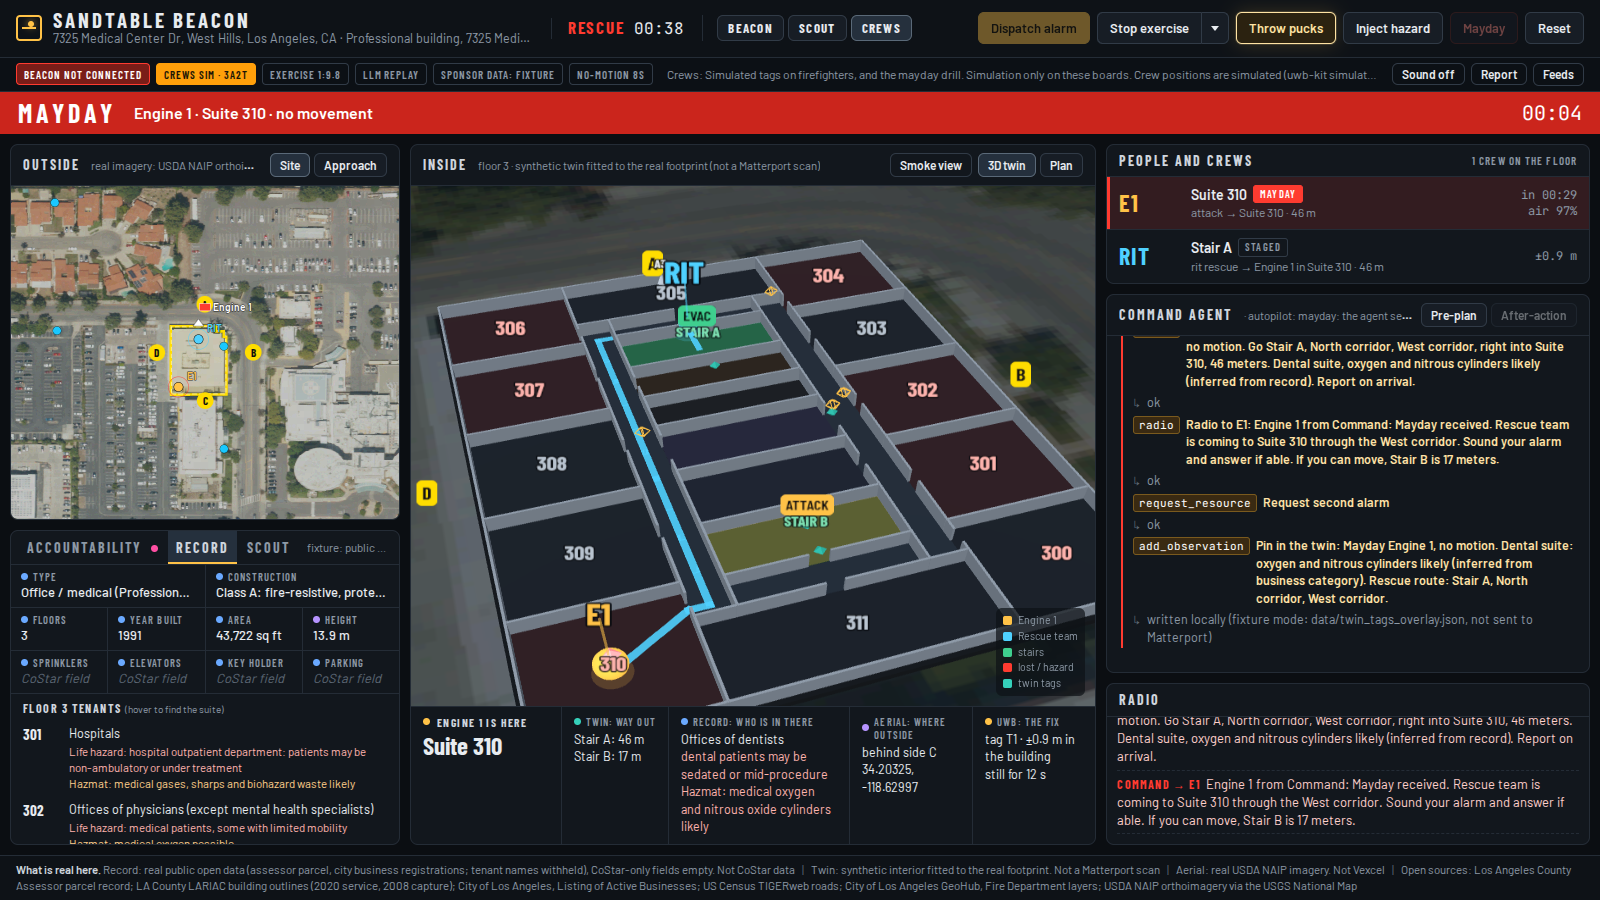 SANDTABLE BEACON
7325 Medical Center Dr, West Hills, Los Angeles, CA · Professional building, 7325 Medi...
RESCUE 00:38
BEACON SCOUT CREWS
Dispatch alarm Stop exercise Throw pucks Inject hazard Mayday Reset
BEACON NOT CONNECTED CREWS SIM · 3A2T EXERCISE 1:9.8 LLM REPLAY SPONSOR DATA: FIXTURE NO-MOTION 8S
Crews: Simulated tags on firefighters, and the mayday drill. Simulation only on these boards. Crew positions are simulated (uwb-kit simulat...
Sound off Report Feeds
MAYDAY Engine 1 · Suite 310 · no movement 00:04
OUTSIDE real imagery: USDA NAIP orthoi... Site Approach
Engine 1
RIT
D
B
E1
C
ACCOUNTABILITY RECORD SCOUT fixture: public ...
TYPE
Office / medical (Profession...
CONSTRUCTION
Class A: fire-resistive, prote...
FLOORS
3
YEAR BUILT
1991
AREA
43,722 sq ft
HEIGHT
13.9 m
SPRINKLERS
CoStar field
ELEVATORS
CoStar field
KEY HOLDER
CoStar field
PARKING
CoStar field
FLOOR 3 TENANTS (hover to find the suite)
301 Hospitals
Life hazard: hospital outpatient department: patients may be
non-ambulatory or under treatment
Hazmat: medical gases, sharps and biohazard waste likely
302 Offices of physicians (except mental health specialists)
Life hazard: medical patients, some with limited mobility
Hazmat: medical oxygen possible
INSIDE floor 3 · synthetic twin fitted to the real footprint (not a Matterport scan) Smoke view 3D twin Plan
A
RIT
305
304
306
EVAC
STAIR A
303
307
302
B
308
301
D
ATTACK
STAIR B
309
300
E1
310
311
Engine 1
Rescue team
stairs
lost / hazard
twin tags
ENGINE 1 IS HERE
Suite 310
TWIN: WAY OUT
Stair A: 46 m
Stair B: 17 m
RECORD: WHO IS IN THERE
Offices of dentists
dental patients may be
sedated or mid-procedure
Hazmat: medical oxygen
and nitrous oxide cylinders
likely
AERIAL: WHERE
OUTSIDE
behind side C
34.20325,
-118.62997
UWB: THE FIX
tag T1 · ±0.9 m in
the building
still for 12 s
PEOPLE AND CREWS 1 CREW ON THE FLOOR
E1 Suite 310 MAYDAY in 00:29
attack → Suite 310 · 46 m air 97%
RIT Stair A STAGED ±0.9 m
rit rescue → Engine 1 in Suite 310 · 46 m
COMMAND AGENT · autopilot: mayday: the agent se... Pre-plan After-action
no motion. Go Stair A, North corridor, West corridor, right into Suite
310, 46 meters. Dental suite, oxygen and nitrous cylinders likely
(inferred from record). Report on arrival.
↳ ok
radio Radio to E1: Engine 1 from Command: Mayday received. Rescue team
is coming to Suite 310 through the West corridor. Sound your alarm
and answer if able. If you can move, Stair B is 17 meters.
↳ ok
request_resource Request second alarm
↳ ok
add_observation Pin in the twin: Mayday Engine 1, no motion. Dental suite:
oxygen and nitrous cylinders likely (inferred from
business category). Rescue route: Stair A, North
corridor, West corridor.
↳ written locally (fixture mode: data/twin_tags_overlay.json, not sent to
Matterport)
RADIO
motion. Go Stair A, North corridor, West corridor, right into Suite 310, 46 meters.
Dental suite, oxygen and nitrous cylinders likely (inferred from record). Report on
arrival.
COMMAND → E1 Engine 1 from Command: Mayday received. Rescue team is
coming to Suite 310 through the West corridor. Sound your alarm and answer if
able. If you can move, Stair B is 17 meters.
What is real here. Record: real public open data (assessor parcel, city business registrations; tenant names withheld), CoStar-only fields empty. Not CoStar data | Twin: synthetic interior fitted to the real footprint. Not a Matterport scan | Aerial: real USDA NAIP imagery. Not Vexcel | Open sources: Los Angeles County
Assessor parcel record; LA County LARIAC building outlines (2020 service, 2008 capture); City of Los Angeles, Listing of Active Businesses; US Census TIGERweb roads; City of Los Angeles GeoHub, Fire Department layers; USDA NAIP orthoimagery via the USGS National Map